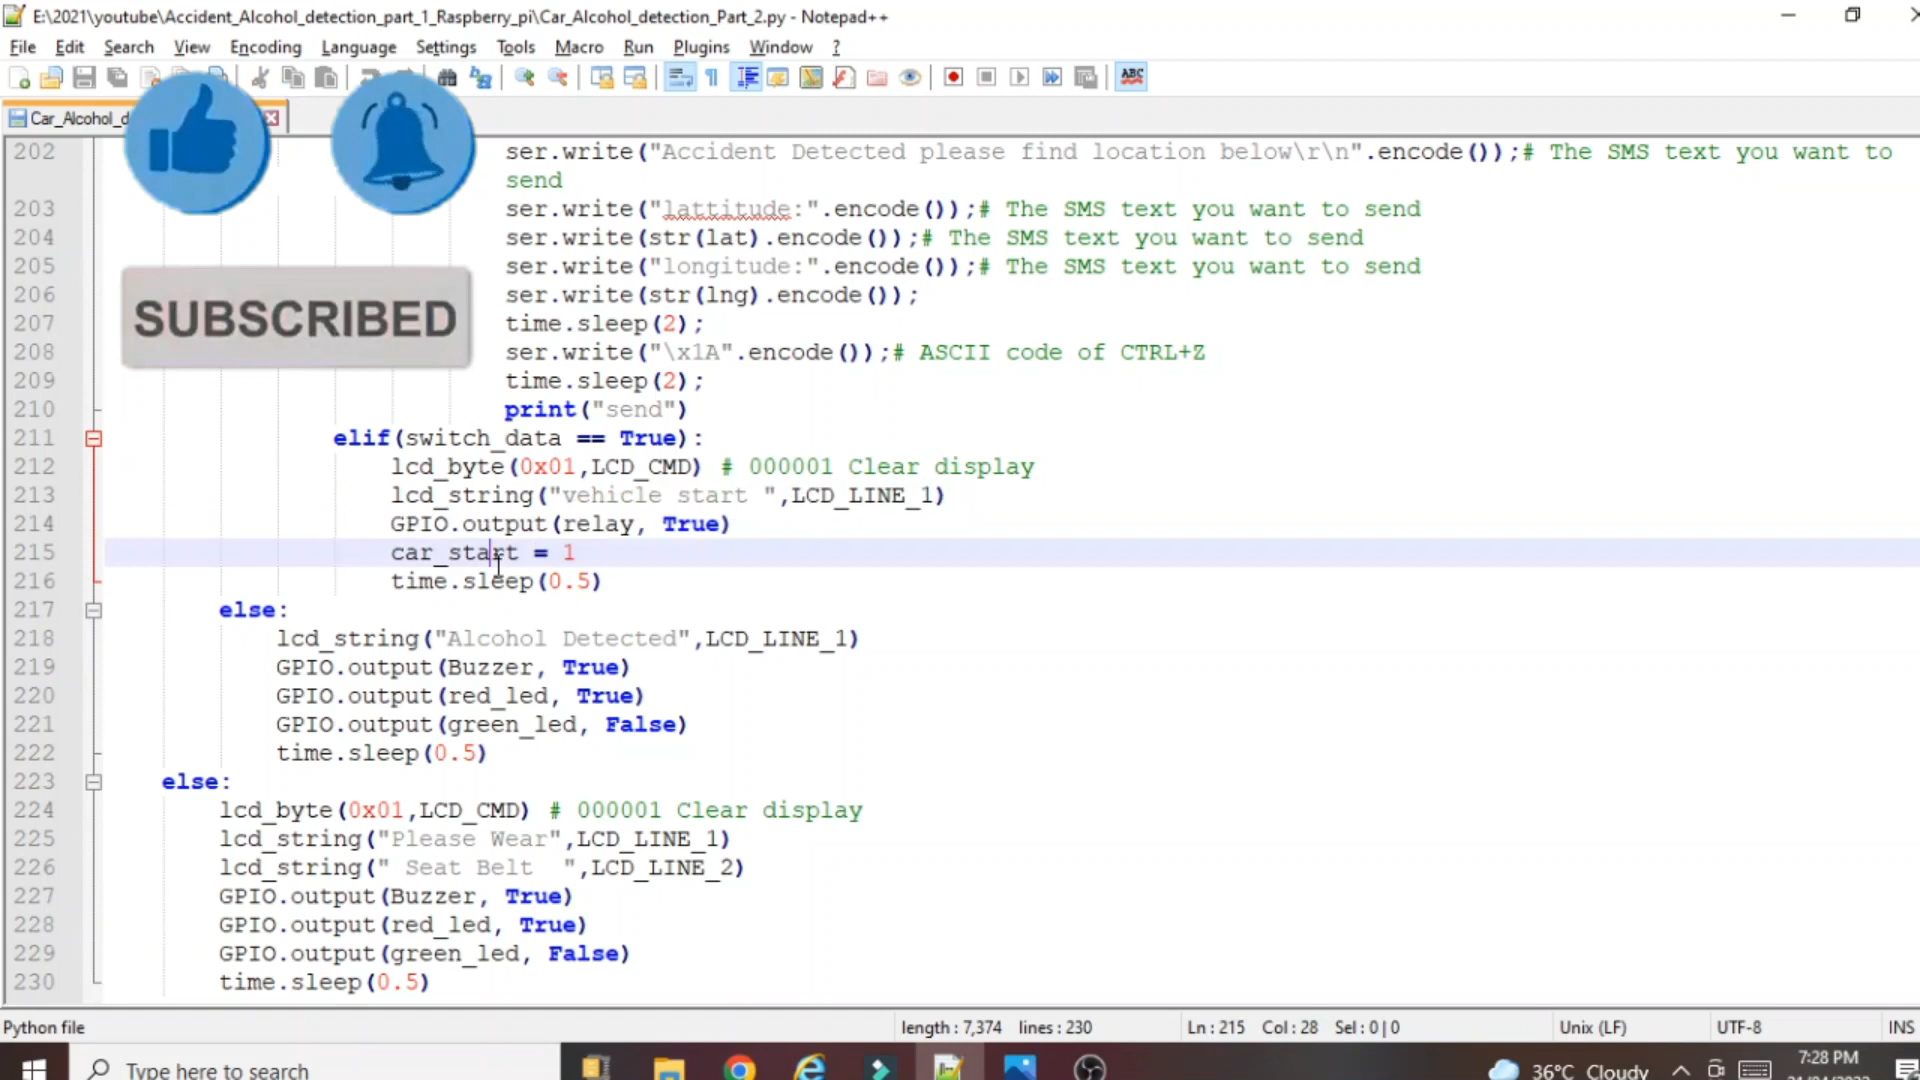 E:\2021\youtube\Accident_Alcohol_detection_part_1_Raspberry_pi\Car_Alcohol_detection_Part_2.py - Notepad++
File Edit Search View Encoding Language Settings Tools Macro Run Plugins Window ?
ABC
Car_Alcohol_d
202 ser.write("Accident Detected please find location below\r\n".encode());# The SMS text you want to
send
203 ser.write("lattitude:".encode());# The SMS text you want to send
204 ser.write(str(lat).encode());# The SMS text you want to send
205 ser.write("longitude:".encode());# The SMS text you want to send
206 ser.write(str(lng).encode());
SUBSCRIBED
207 time.sleep(2);
208 ser.write("\x1A".encode());# ASCII code of CTRL+Z
209 time.sleep(2);
210 print("send")
211 elif(switch_data == True):
212 lcd_byte(0x01,LCD_CMD) # 000001 Clear display
213 lcd_string("vehicle start ",LCD_LINE_1)
214 GPIO.output(relay, True)
215 car_start = 1
216 time.sleep(0.5)
217 else:
218 lcd_string("Alcohol Detected",LCD_LINE_1)
219 GPIO.output(Buzzer, True)
220 GPIO.output(red_led, True)
221 GPIO.output(green_led, False)
222 time.sleep(0.5)
223 else:
224 lcd_byte(0x01,LCD_CMD) # 000001 Clear display
225 lcd_string("Please Wear",LCD_LINE_1)
226 lcd_string(" Seat Belt  ",LCD_LINE_2)
227 GPIO.output(Buzzer, True)
228 GPIO.output(red_led, True)
229 GPIO.output(green_led, False)
230 time.sleep(0.5)
Python file length : 7,374 lines : 230 Ln : 215 Col : 28 Sel : 0 | 0 Unix (LF) UTF-8 INS
Type here to search 36°C Cloudy 7:28 PM